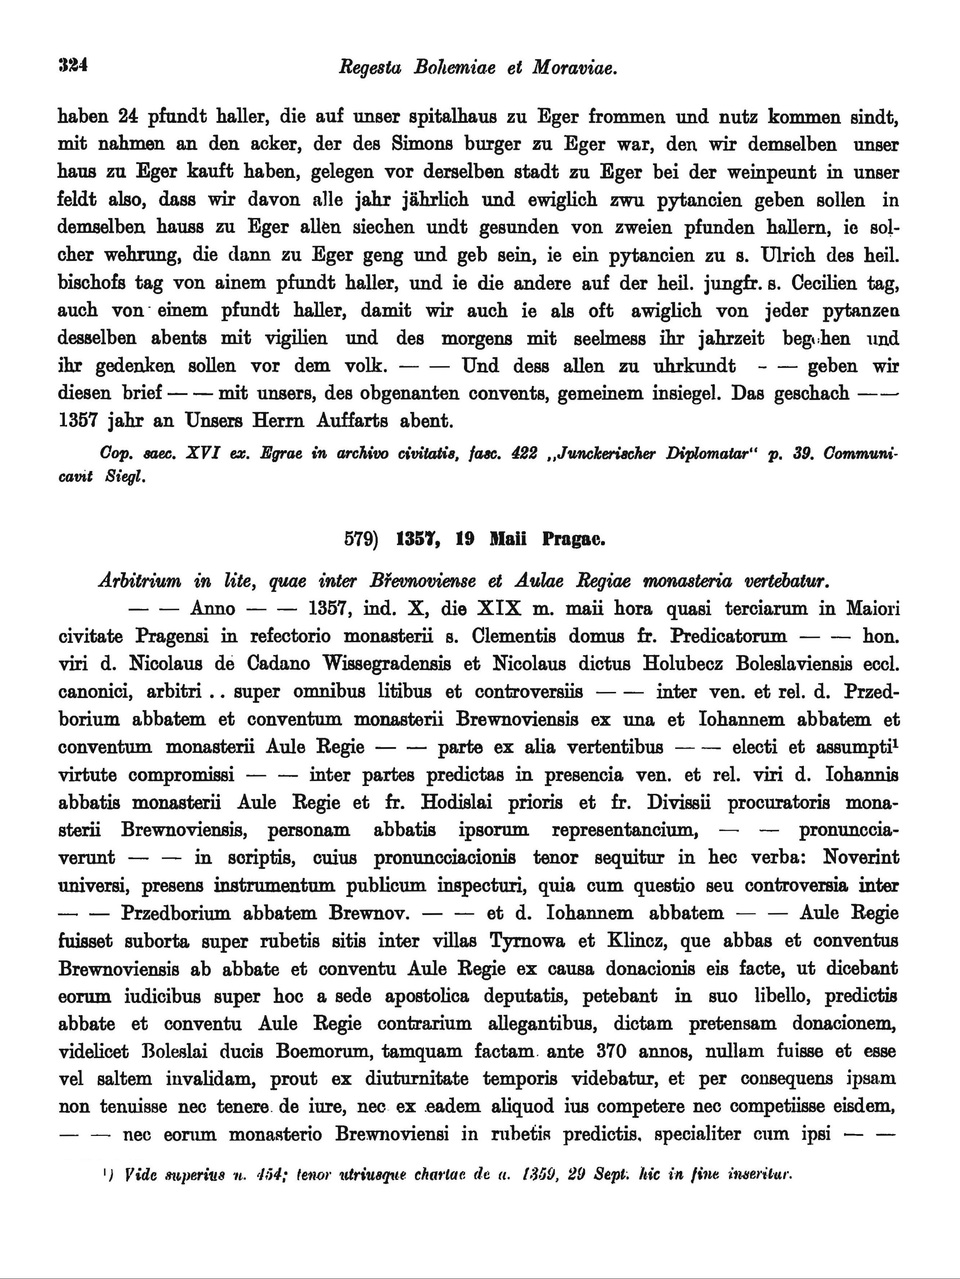 324 Regesta Bohemiae et Moraviae.
haben 24 pfundt haller, die auf unser spitalhaus zu Eger frommen und nutz kommen sindt,
mit nahmen an den acker, der des Simons burger zu Eger war, den wir demselben unser
haus zu Eger kauft haben, gelegen vor derselben stadt zu Eger bei der weinpeunt in unser
feldt also, dass wir davon alle jahr jährlich und ewiglich zwu pytancien geben sollen in
demselben hauss zu Eger allen siechen undt gesunden von zweien pfunden hallern, ie sol-
cher wehrung, die dann zu Eger geng und geb sein, ie ein pytancien zu s. Ulrich des heil.
bischofs tag von ainem pfundt haller, und ie die andere auf der heil. jungfr. s. Cecilien tag,
auch von einem pfundt haller, damit wir auch ie als oft awiglich von jeder pytanzen
desselben abents mit vigilien und des morgens mit seelmess ihr jahrzeit begehen und
ihr gedenken sollen vor dem volk. — — Und dess allen zu uhrkundt - — geben wir
diesen brief — — mit unsers, des obgenanten convents, gemeinem insiegel. Das geschach — —
1357 jahr an Unsers Herrn Auffarts abent.
Cop. saec. XVI ex. Egrae in archivo civitatis, fasc. 422 „Junckerischer Diplomatar" p. 39. Communi-
cavit Siegl.
579) 1357, 19 Maii Pragae.
Arbitrium in lite, quae inter Břevnoviense et Aulae Regiae monasteria vertebatur.
— — Anno — — 1357, ind. X, die XIX m. maii hora quasi terciarum in Maiori
civitate Pragensi in refectorio monasterii s. Clementis domus fr. Predicatorum — — hon.
viri d. Nicolaus de Cadano Wissegradensis et Nicolaus dictus Holubecz Boleslaviensis eccl.
canonici, arbitri . . super omnibus litibus et controversiis — — inter ven. et rel. d. Przed-
borium abbatem et conventum monasterii Brewnoviensis ex una et Iohannem abbatem et
conventum monasterii Aule Regie — — parte ex alia vertentibus — — electi et assumpti¹
virtute compromissi — — inter partes predictas in presencia ven. et rel. viri d. Iohannis
abbatis monasterii Aule Regie et fr. Hodislai prioris et fr. Divissii procuratoris mona-
sterii Brewnoviensis, personam abbatis ipsorum representancium, — — pronunccia-
verunt — — in scriptis, cuius pronuncciacionis tenor sequitur in hec verba: Noverint
universi, presens instrumentum publicum inspecturi, quia cum questio seu controversia inter
— — Przedborium abbatem Brewnov. — — et d. Iohannem abbatem — — Aule Regie
fuisset suborta super rubetis sitis inter villas Tyrnowa et Klincz, que abbas et conventus
Brewnoviensis ab abbate et conventu Aule Regie ex causa donacionis eis facte, ut dicebant
eorum iudicibus super hoc a sede apostolica deputatis, petebant in suo libello, predictis
abbate et conventu Aule Regie contrarium allegantibus, dictam pretensam donacionem,
videlicet Boleslai ducis Boemorum, tamquam factam ante 370 annos, nullam fuisse et esse
vel saltem invalidam, prout ex diuturnitate temporis videbatur, et per consequens ipsam
non tenuisse nec tenere de iure, nec ex eadem aliquod ius competere nec competiisse eisdem,
— — nec eorum monasterio Brewnoviensi in rubetis predictis, specialiter cum ipsi — —
¹) Vide superius n. 454; tenor utriusque chartae de a. 1359, 29 Sept. hic in fine inseritur.